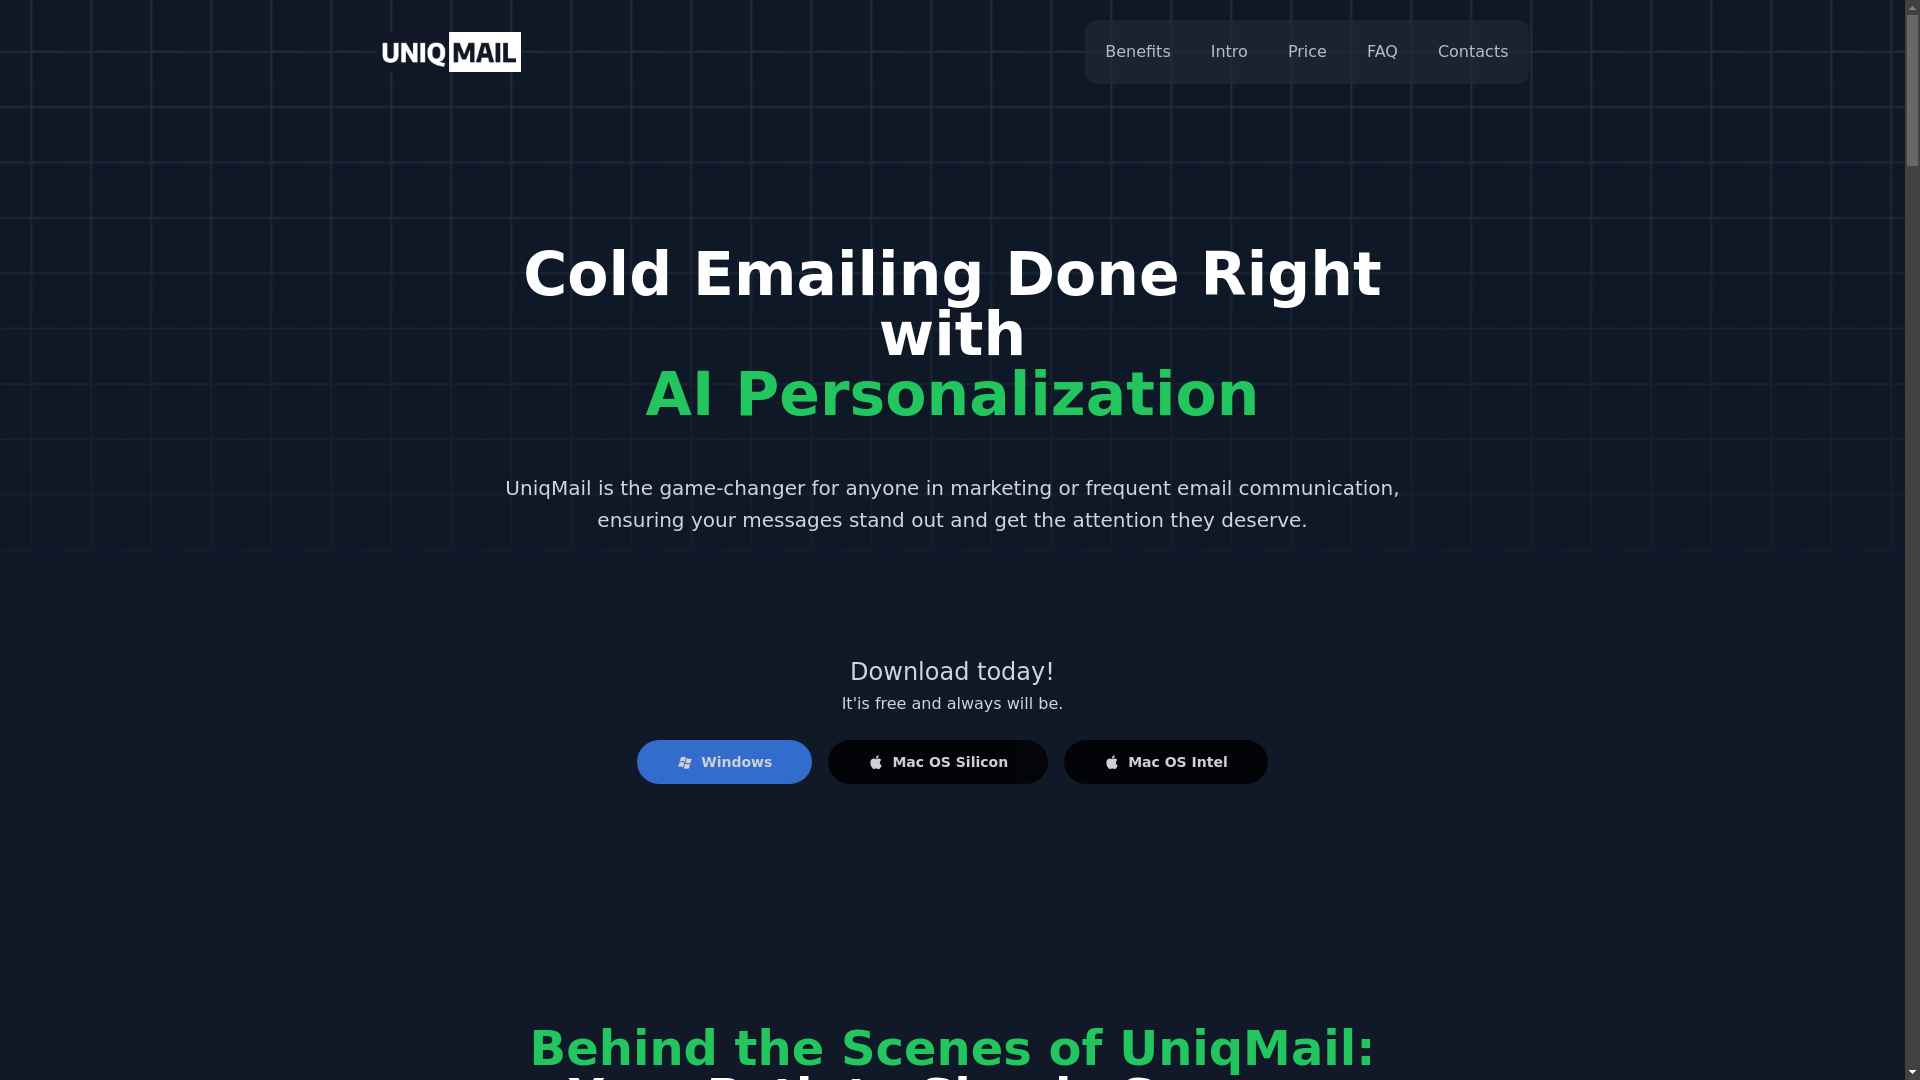 UNIQ MAIL
Benefits
Intro
Price
FAQ
Contacts
Cold Emailing Done Right
with
AI Personalization
UniqMail is the game-changer for anyone in marketing or frequent email communication,
ensuring your messages stand out and get the attention they deserve.
Download today!
It'is free and always will be.
Windows
Mac OS Silicon
Mac OS Intel
Behind the Scenes of UniqMail: